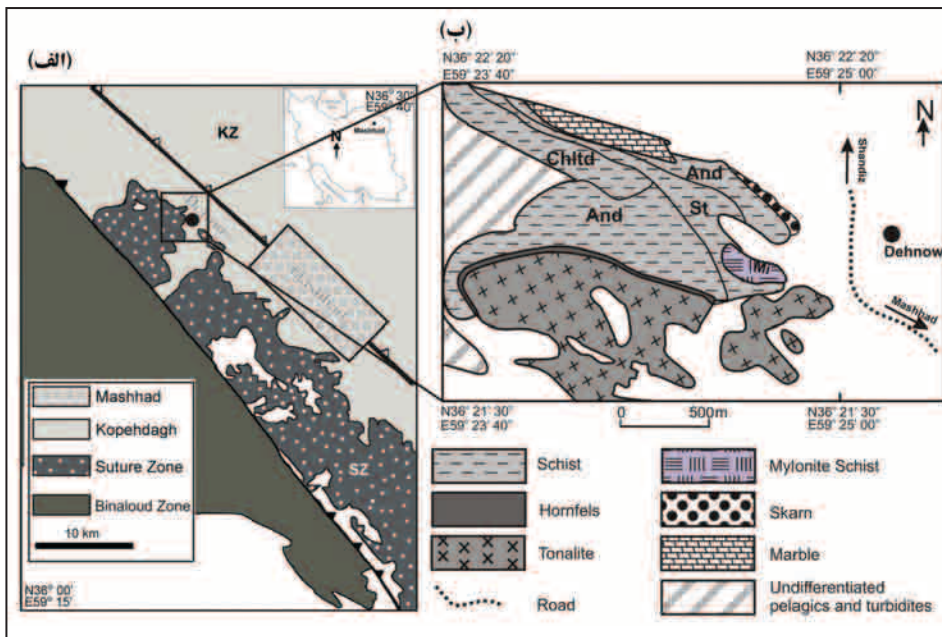 (الف)
N36° 30'
E59° 40'
KZ
Mashhad
N
SZ
Mashhad
Kopehdagh
Suture Zone
Binaloud Zone
10 km
N36° 00'
E59° 15'
(ب)
N36° 22' 20"
E59° 23' 40"
N36° 22' 20"
E59° 25' 00"
N
Chltd
And
And
St
Mi
Shandiz
Dehnow
Mashhad
N36° 21' 30"
E59° 23' 40"
0 500m
N36° 21' 30"
E59° 25' 00"
Schist
Hornfels
Tonalite
Road
Mylonite Schist
Skarn
Marble
Undifferentiated
pelagics and turbidites